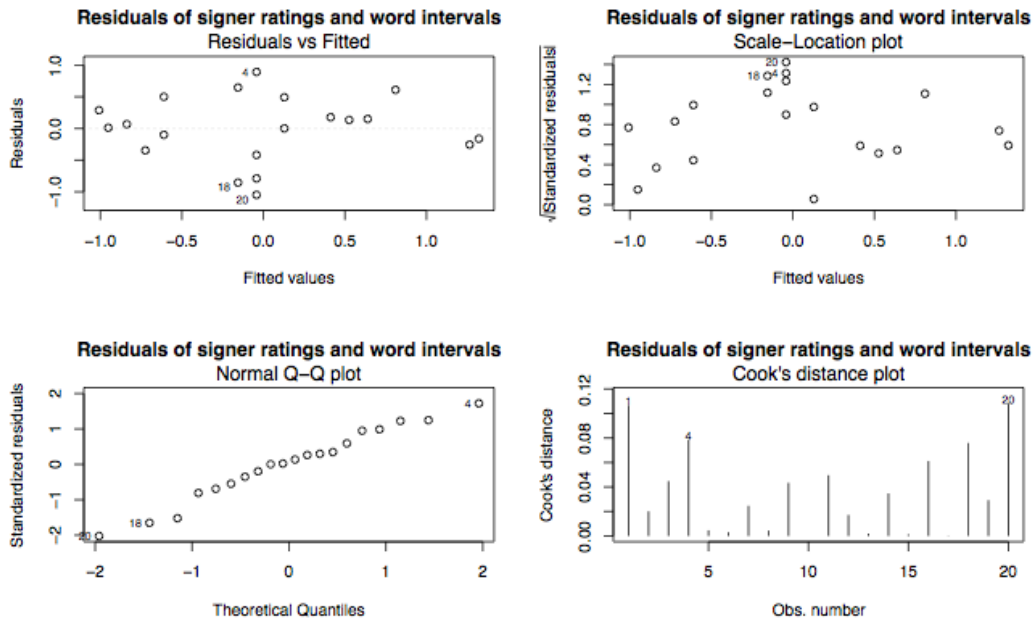 Residuals of signer ratings and word intervals
Residuals vs Fitted
Residuals
1.0
0.0
−1.0
4
18
20
−1.0 −0.5 0.0 0.5 1.0
Fitted values
Residuals of signer ratings and word intervals
Scale−Location plot
√|Standardized residuals|
1.2
0.8
0.4
0.0
20
18 4
−1.0 −0.5 0.0 0.5 1.0
Fitted values
Residuals of signer ratings and word intervals
Normal Q−Q plot
Standardized residuals
2
1
0
−1
−2
4
18
20
−2 −1 0 1 2
Theoretical Quantiles
Residuals of signer ratings and word intervals
Cook's distance plot
Cook's distance
0.12
0.08
0.04
0.00
1
4
20
5 10 15 20
Obs. number